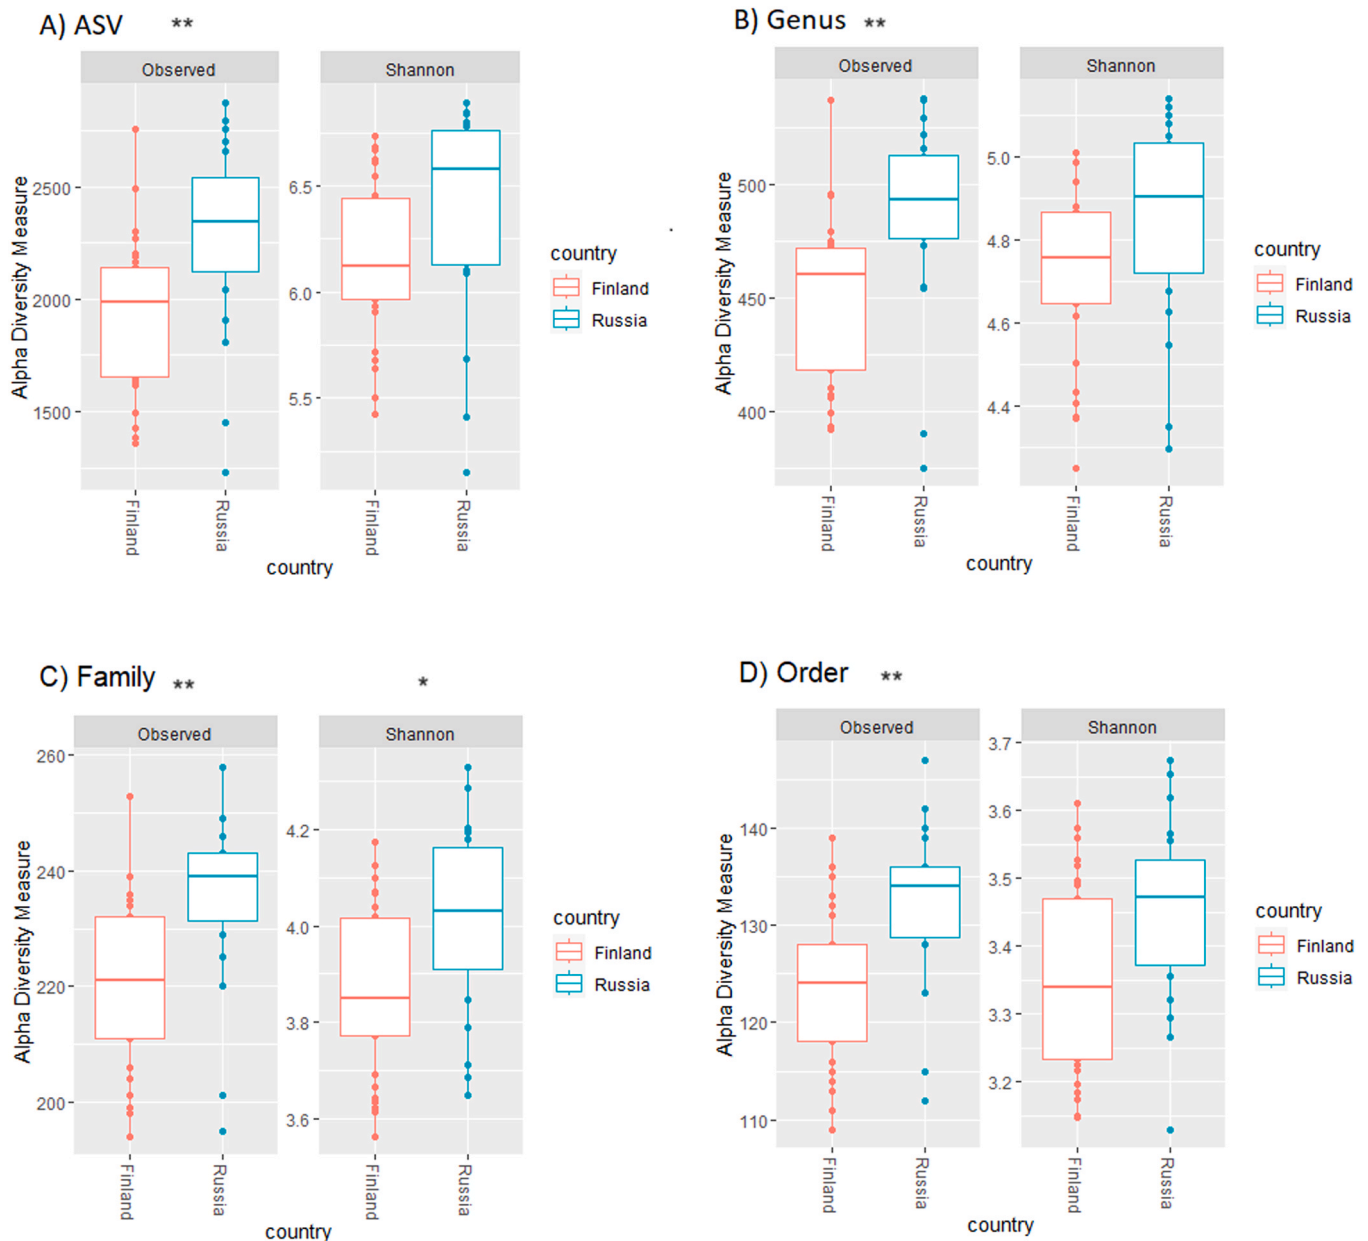 A) ASV **
Observed Shannon
Alpha Diversity Measure
2500
2000
1500
6.5
6.0
5.5
Finland Russia Finland Russia
country
country
Finland
Russia
B) Genus **
Observed Shannon
Alpha Diversity Measure
500
450
400
5.0
4.8
4.6
4.4
Finland Russia Finland Russia
country
country
Finland
Russia
C) Family ** *
Observed Shannon
Alpha Diversity Measure
260
240
220
200
4.2
4.0
3.8
3.6
Finland Russia Finland Russia
country
country
Finland
Russia
D) Order **
Observed Shannon
Alpha Diversity Measure
140
130
120
110
3.7
3.6
3.5
3.4
3.3
3.2
Finland Russia Finland Russia
country
country
Finland
Russia